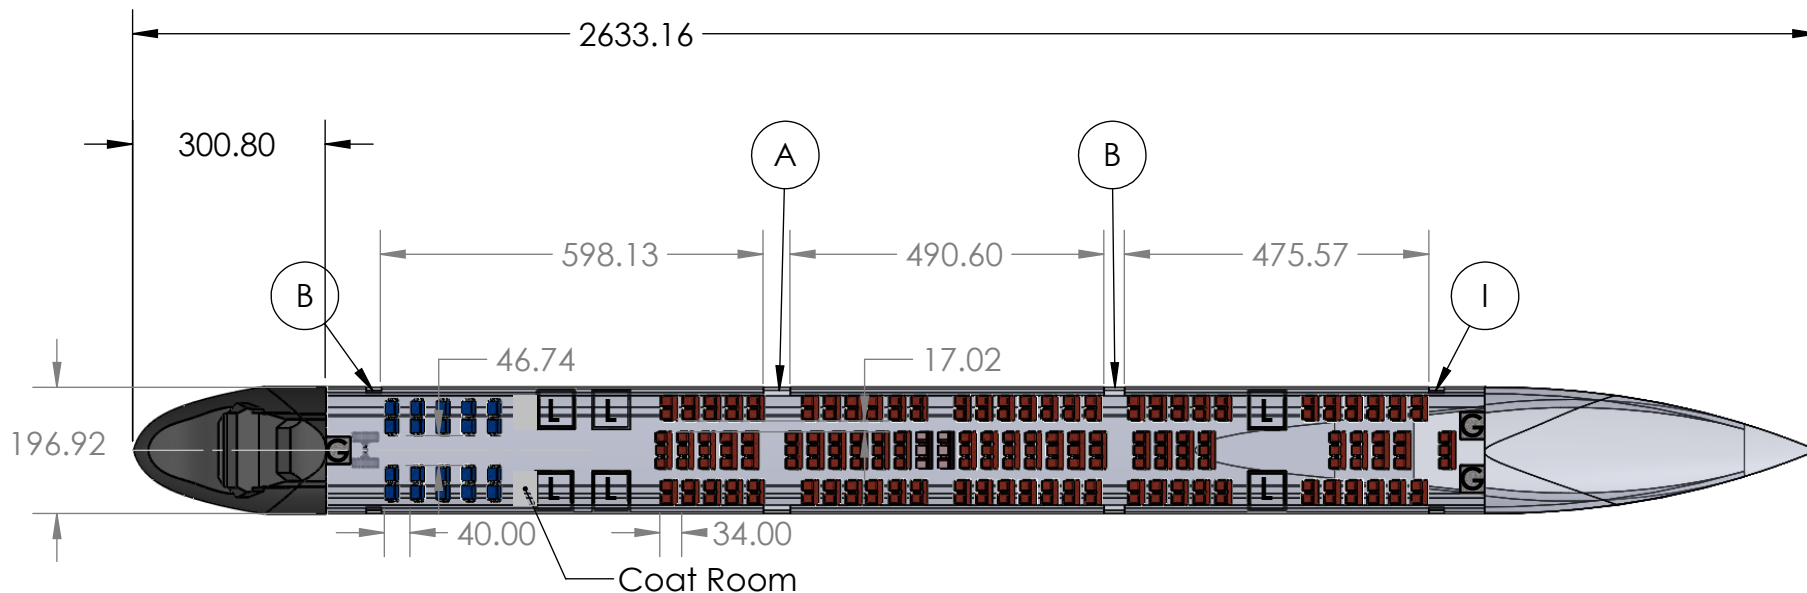 2633.16
300.80
A
B
598.13
490.60
475.57
B
I
46.74
17.02
196.92
L
L
L
G
G
G
L
L
L
40.00
34.00
Coat Room